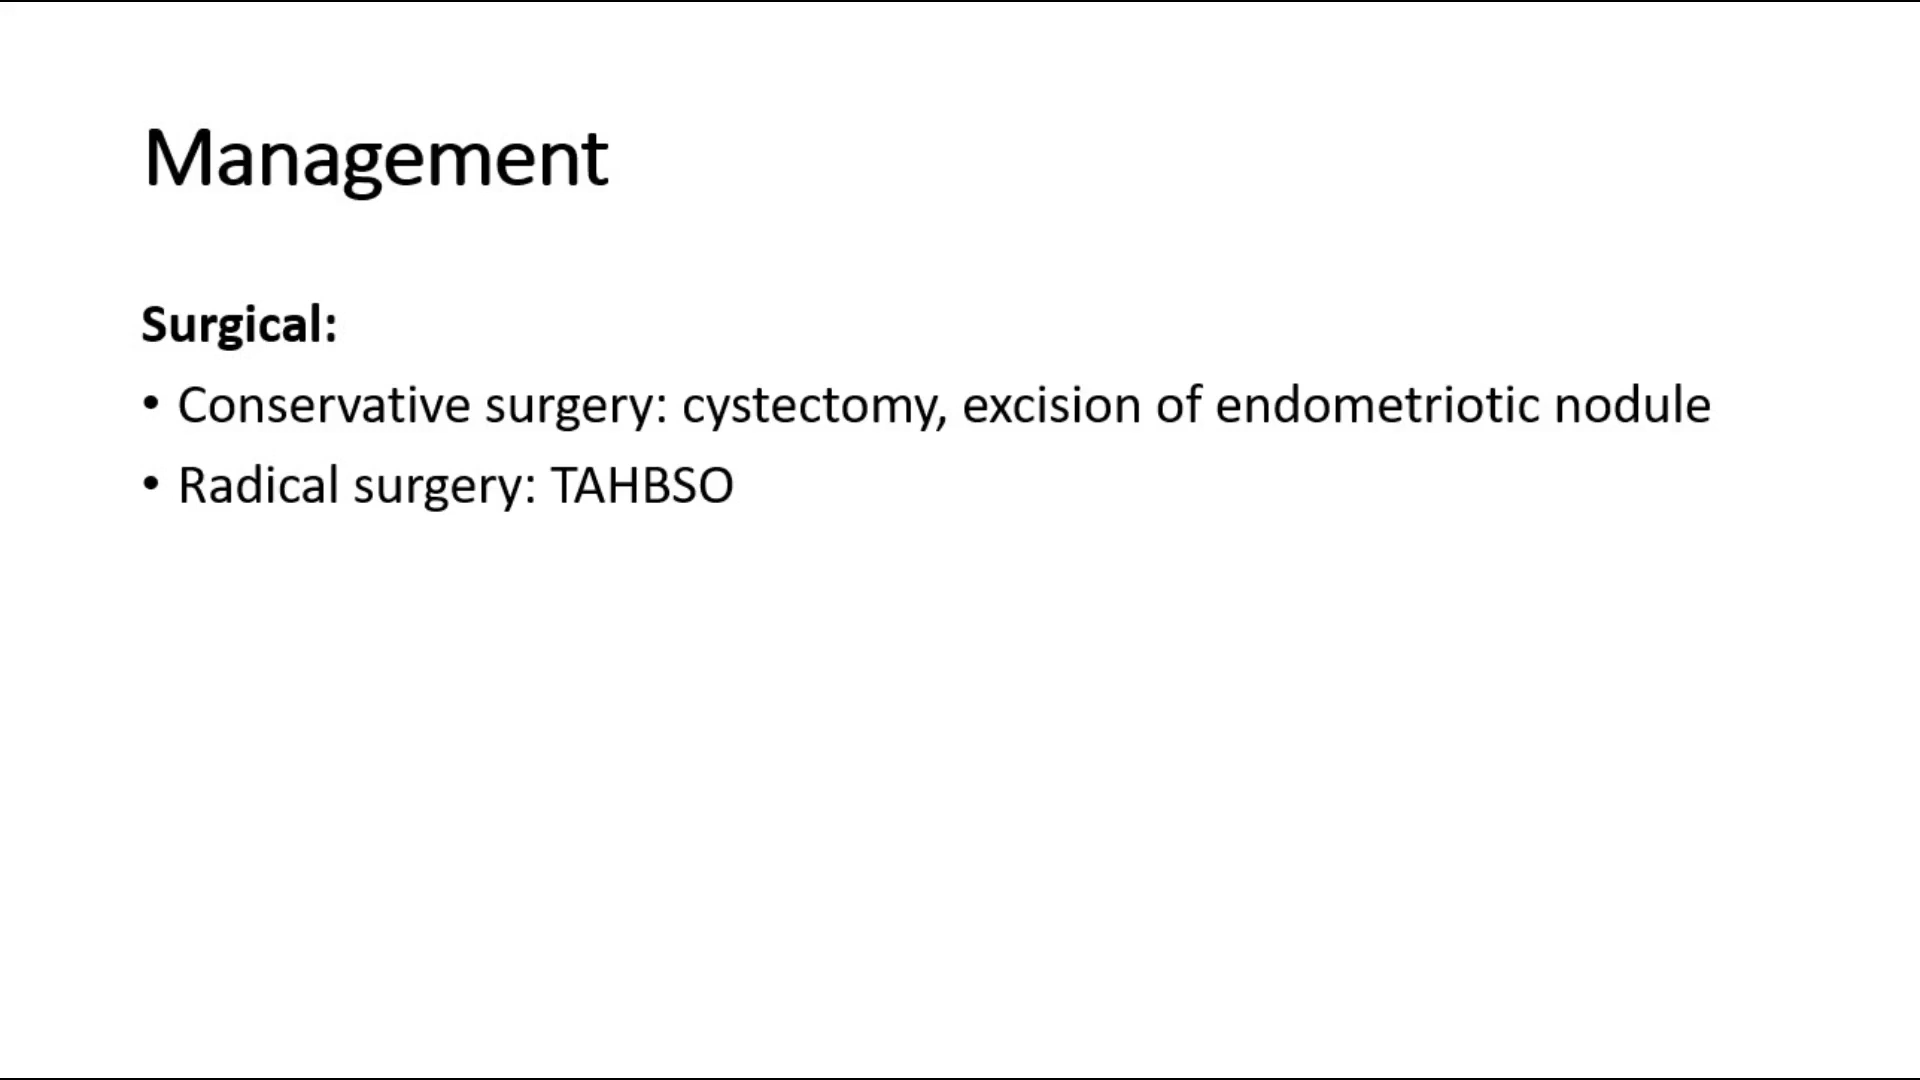 Management
Surgical:
• Conservative surgery: cystectomy, excision of endometriotic nodule
• Radical surgery: TAHBSO